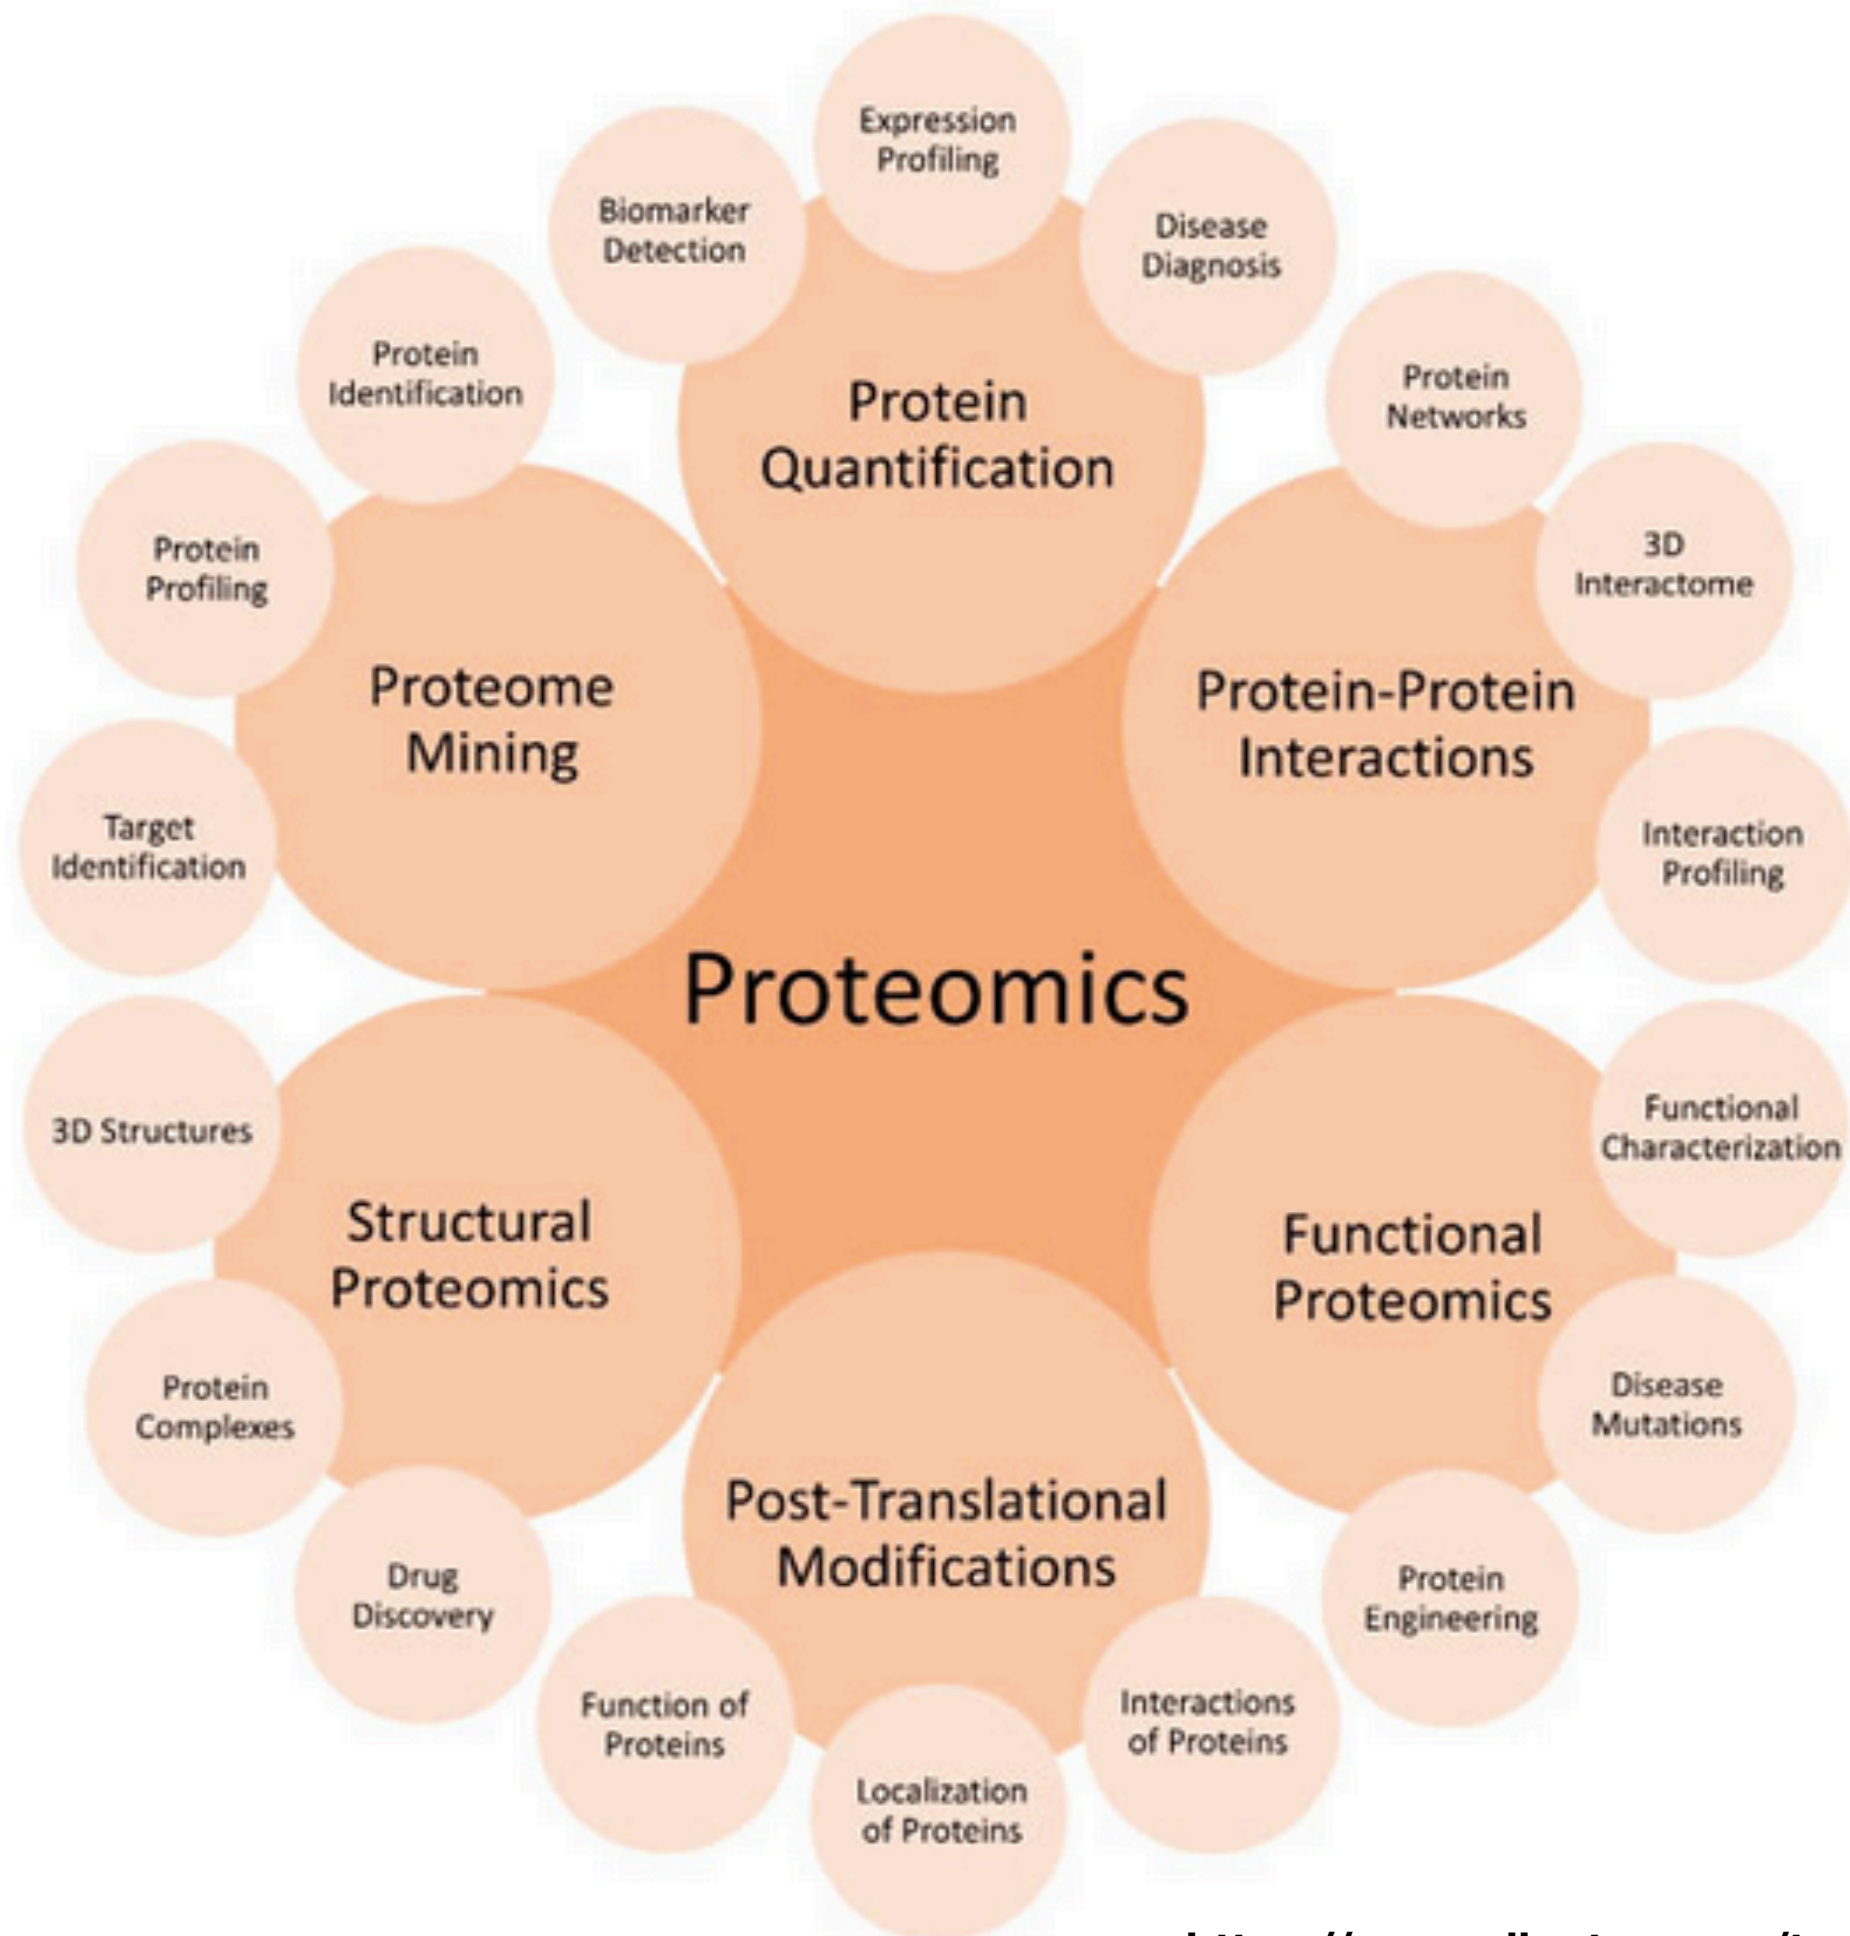 Expression
Profiling
Biomarker
Detection
Disease
Diagnosis
Protein
Identification
Protein
Networks
Protein
Quantification
Protein
Profiling
3D
Interactome
Proteome
Mining
Protein-Protein
Interactions
Target
Identification
Interaction
Profiling
Proteomics
3D Structures
Functional
Characterization
Structural
Proteomics
Functional
Proteomics
Protein
Complexes
Disease
Mutations
Post-Translational
Modifications
Drug
Discovery
Protein
Engineering
Function of
Proteins
Interactions
of Proteins
Localization
of Proteins